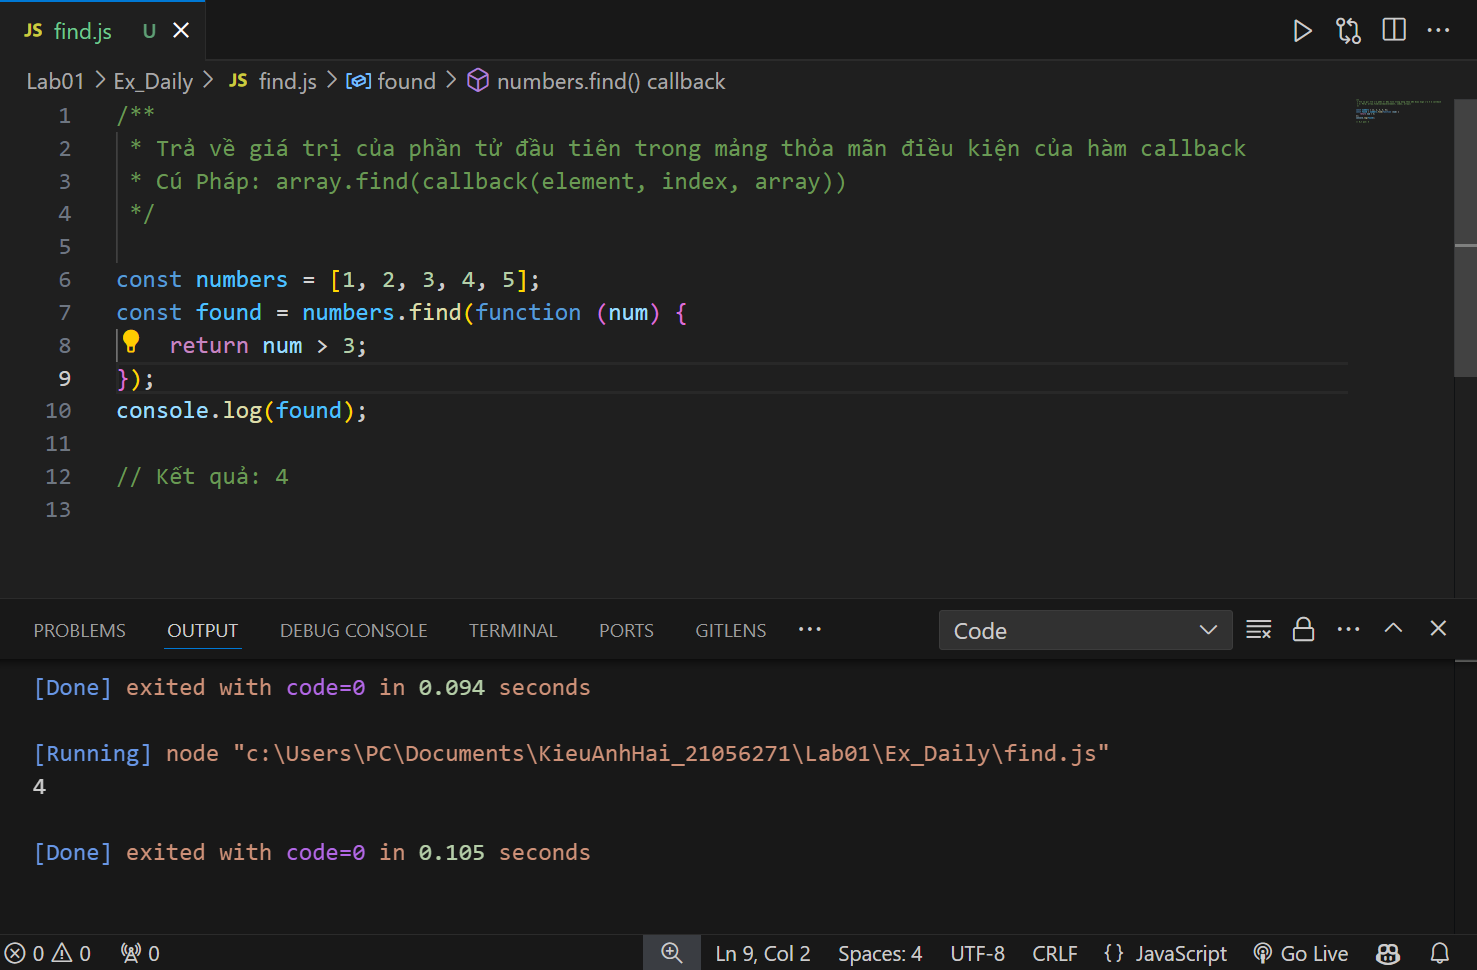 JS find.js U
Lab01 > Ex_Daily > JS find.js > found > numbers.find() callback
1 /**
2 * Trả về giá trị của phần tử đầu tiên trong mảng thỏa mãn điều kiện của hàm callback
3 * Cú Pháp: array.find(callback(element, index, array))
4 */
5
6 const numbers = [1, 2, 3, 4, 5];
7 const found = numbers.find(function (num) {
8 return num > 3;
9 });
10 console.log(found);
11
12 // Kết quả: 4
13
PROBLEMS OUTPUT DEBUG CONSOLE TERMINAL PORTS GITLENS ··· Code
[Done] exited with code=0 in 0.094 seconds
[Running] node "c:\Users\PC\Documents\KieuAnhHai_21056271\Lab01\Ex_Daily\find.js"
4
[Done] exited with code=0 in 0.105 seconds
0 0 0 Ln 9, Col 2 Spaces: 4 UTF-8 CRLF {} JavaScript Go Live